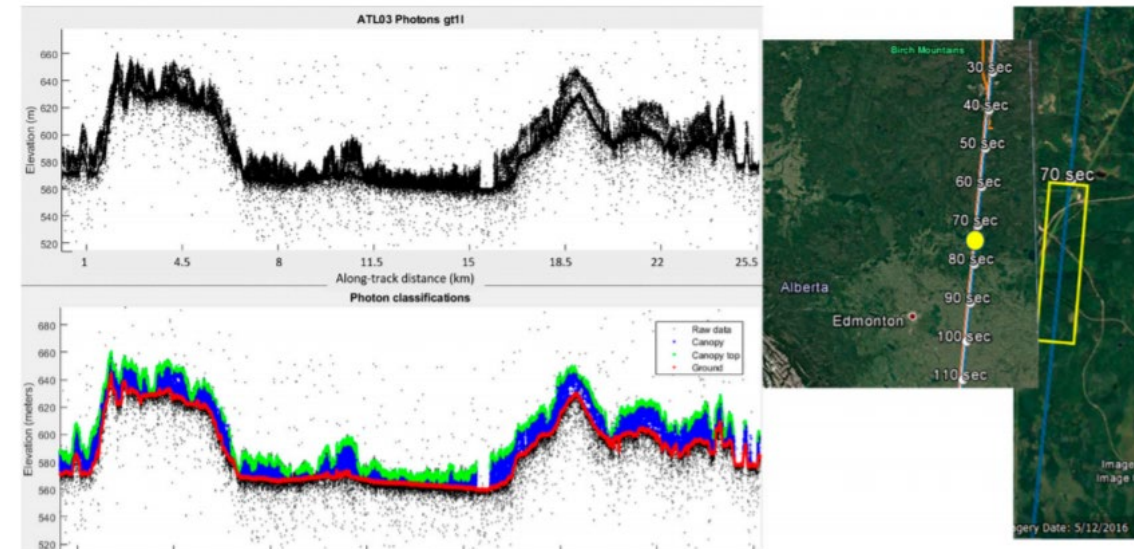 ATL03 Photons gt1l
660
640
620
600
580
560
540
520
Elevation (m)
1 4.5 8 11.5 15 18.5 22 25.5
Along-track distance (km)
Photon classifications
680
660
640
620
600
580
560
540
520
Elevation (meters)
Raw data
Canopy
Canopy top
Ground
Birch Mountains
30 sec
40 sec
50 sec
60 sec
70 sec
80 sec
Alberta
90 sec
Edmonton
100 sec
110 sec
70 sec
Image
Image
gery Date: 5/12/2016